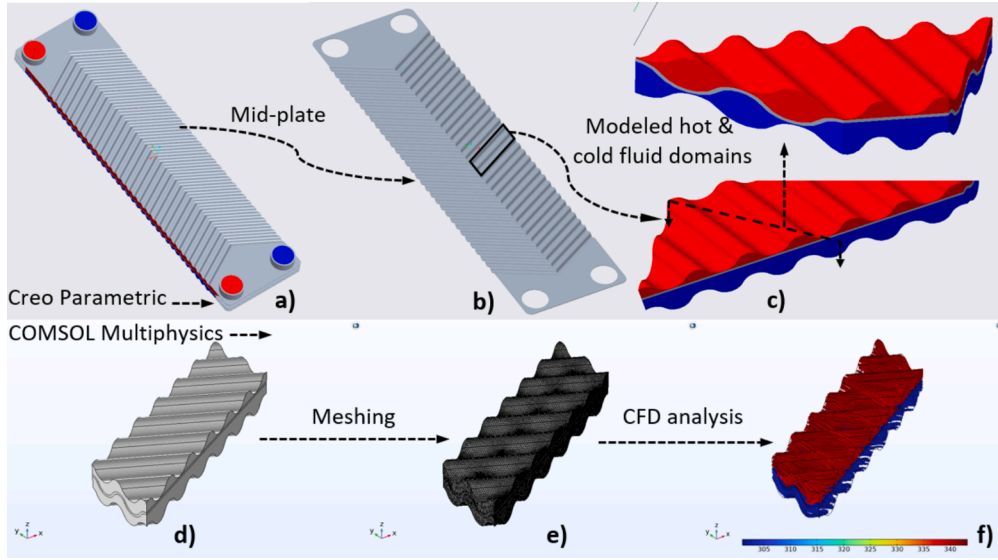 Mid-plate
Modeled hot &
cold fluid domains
Creo Parametric
a)
b)
c)
COMSOL Multiphysics
Meshing
CFD analysis
z
y
x
d)
z
y
x
e)
z
y
x
f)
305 310 315 320 325 330 335 340